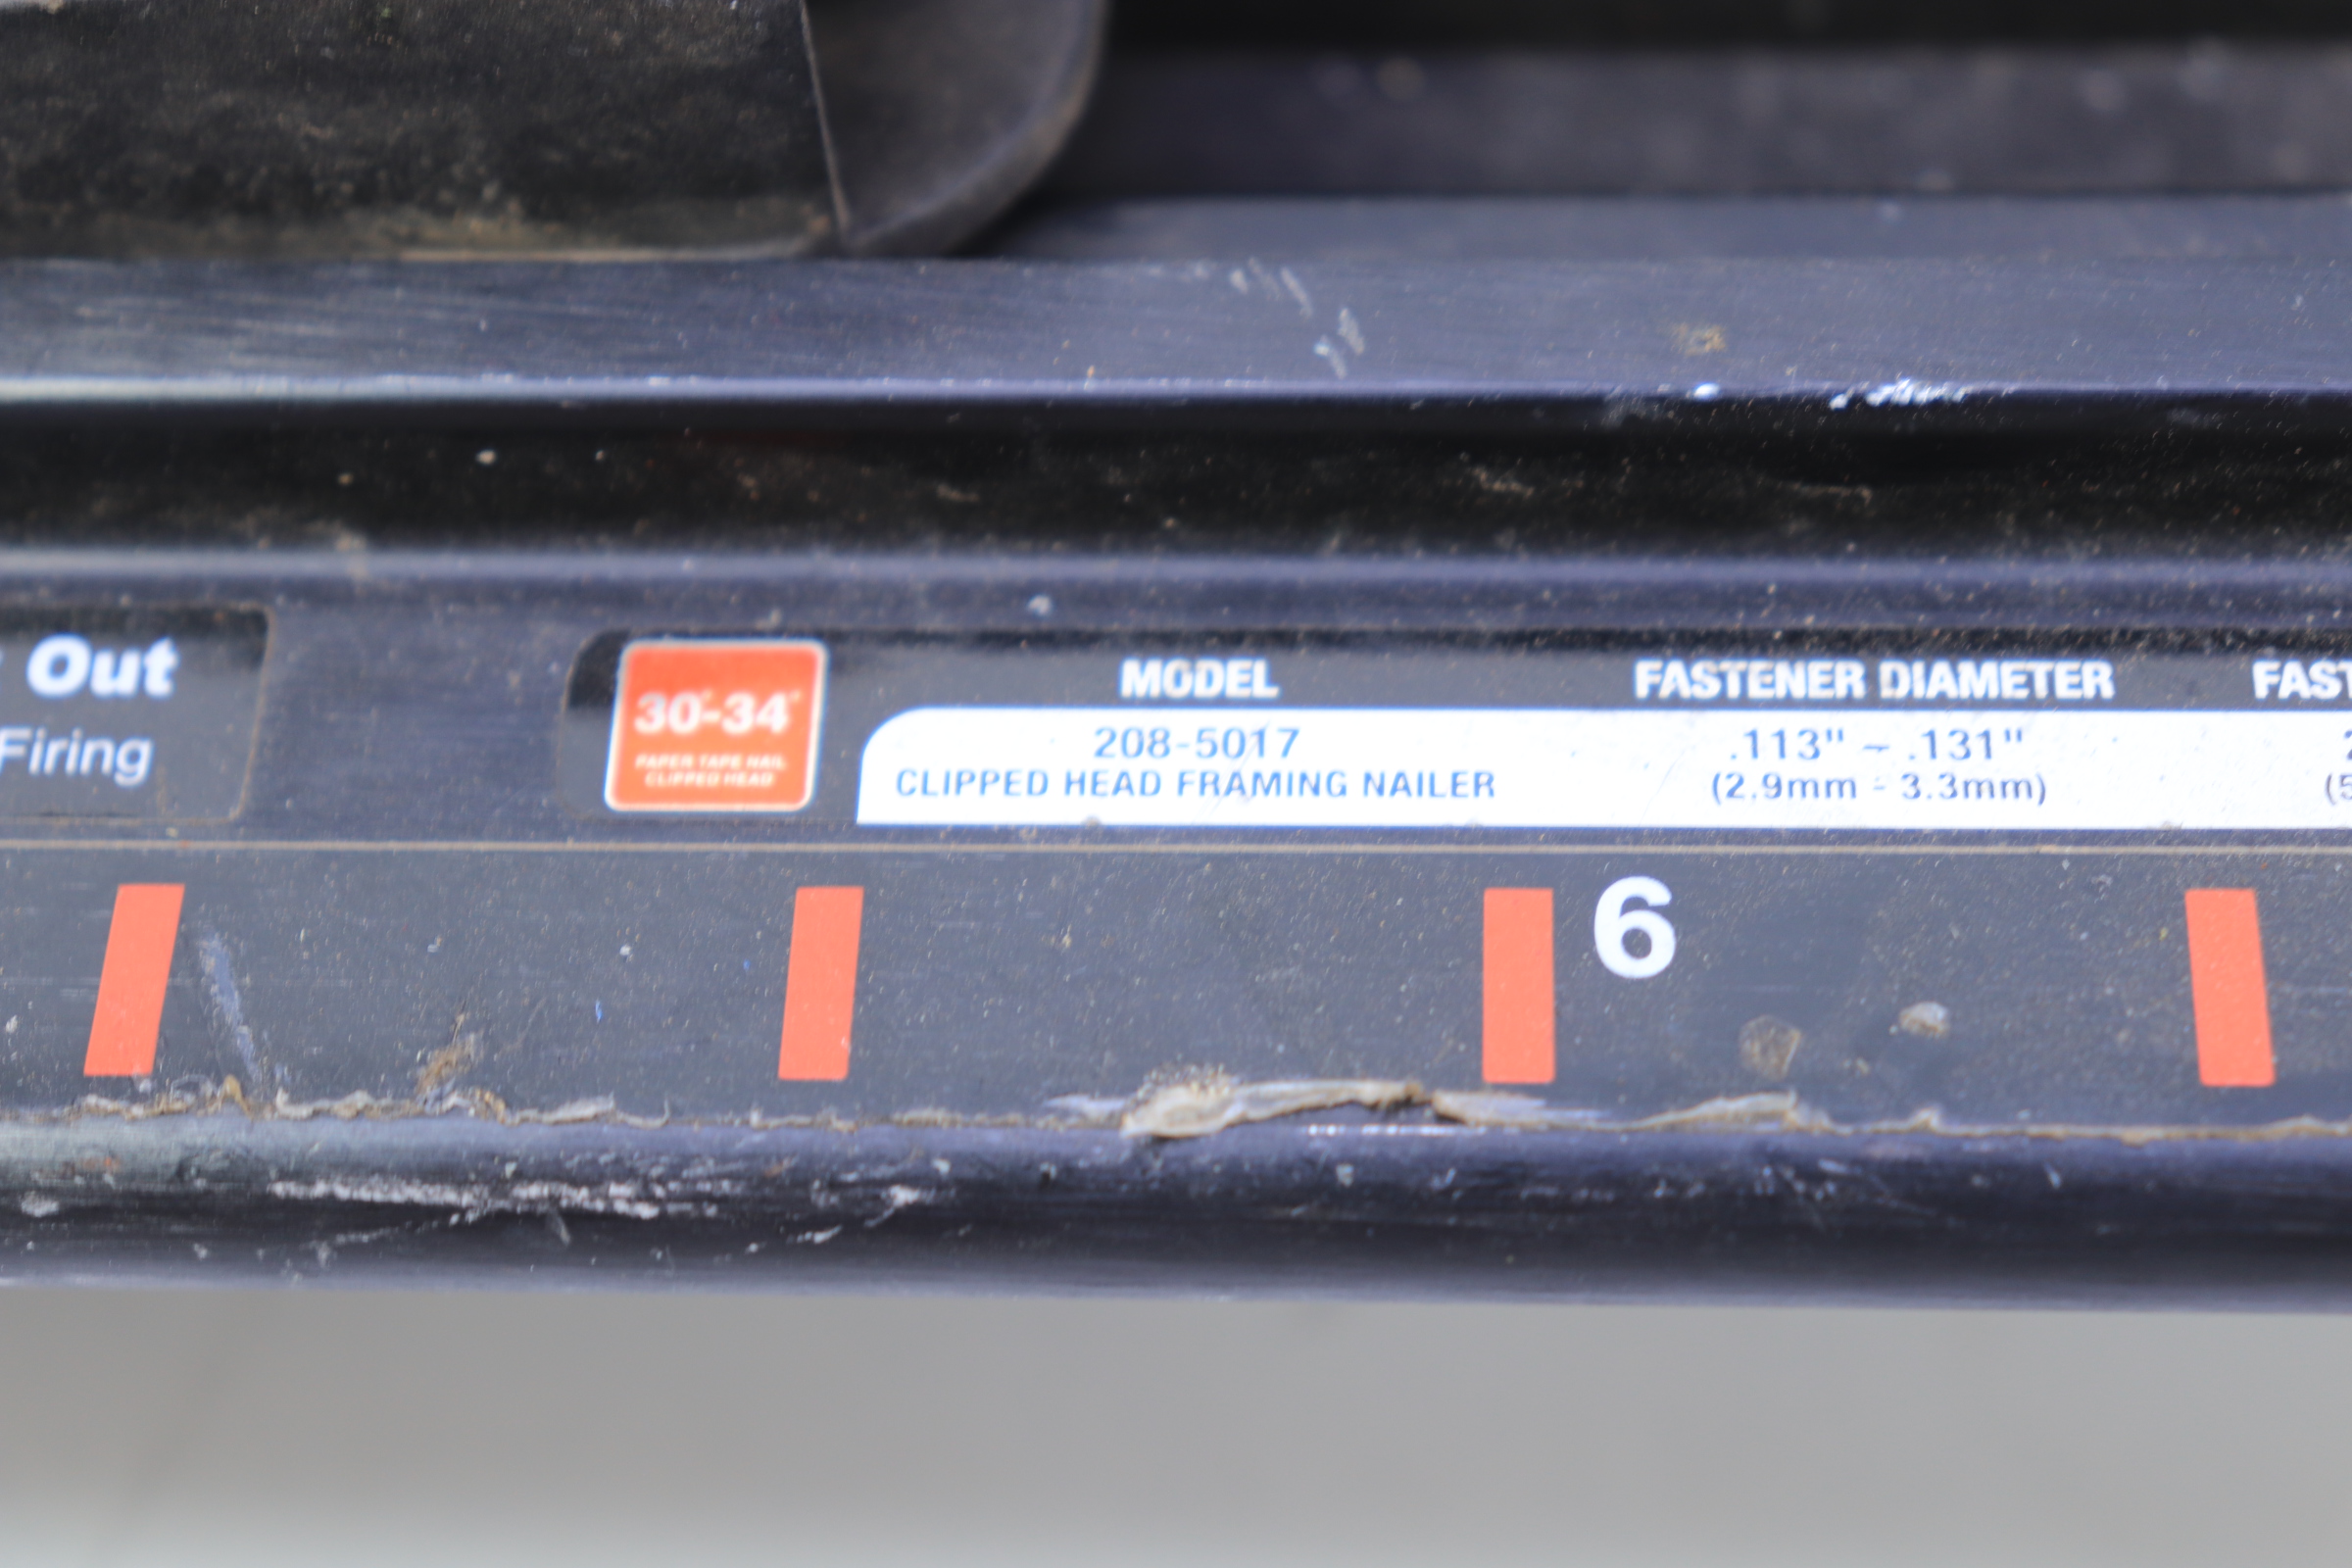 Out
Firing
30°-34°
PAPER TAPE NAIL
CLIPPED HEAD
MODEL
208-5017
CLIPPED HEAD FRAMING NAILER
FASTENER DIAMETER
.113" - .131"
(2.9mm - 3.3mm)
FAST
6